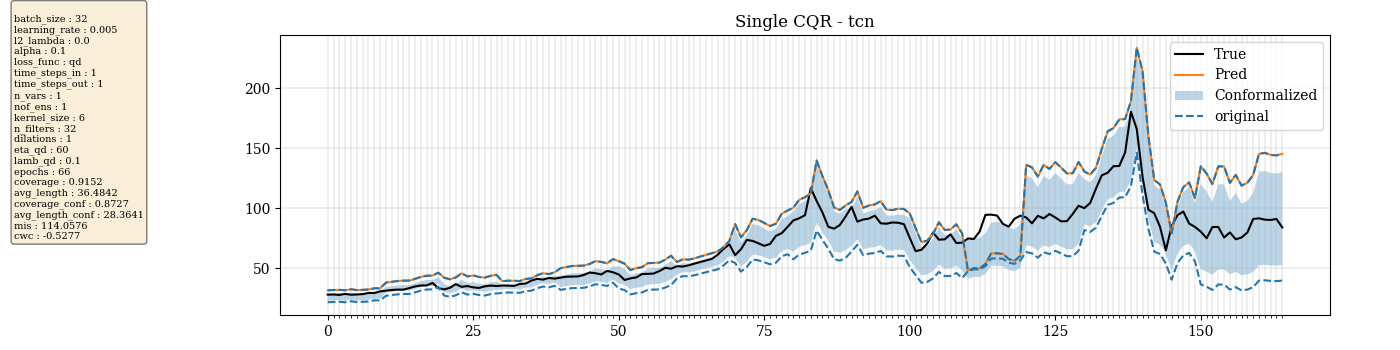 batch_size : 32
learning_rate : 0.005
l2_lambda : 0.0
alpha : 0.1
loss_func : qd
time_steps_in : 1
time_steps_out : 1
n_vars : 1
nof_ens : 1
kernel_size : 6
n_filters : 32
dilations : 1
eta_qd : 60
lamb_qd : 0.1
epochs : 66
coverage : 0.9152
avg_length : 36.4842
coverage_conf : 0.8727
avg_length_conf : 28.3641
mis : 114.0576
cwc : -0.5277
Single CQR - tcn
True
Pred
Conformalized
original
200
150
100
50
0 25 50 75 100 125 150